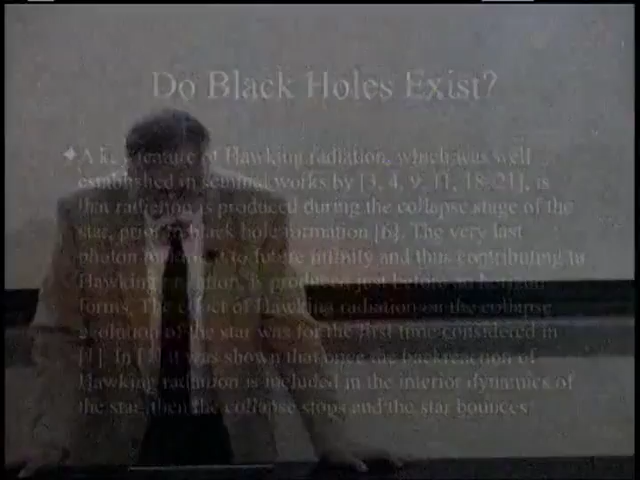 Do Black Holes Exist?
A key feature of Hawking radiation, which was well
established in seminal works by [3, 4, 9, 11, 18, 21], is
that radiation is produced during the collapse stage of the
star, prior to black hole formation [6]. The very last
photon making it to future infinity and thus contributing to
Hawking radiation is produced just before an horizon
forms. The effect of Hawking radiation on the collapse
evolution of the star was for the first time considered in
[1]. In [2] it was shown that once the backreaction of
Hawking radiation is included in the interior dynamics of
the star, then the collapse stops and the star bounces